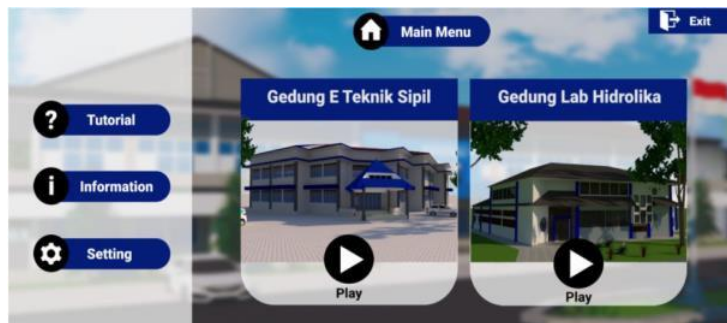 Main Menu
Exit
Tutorial
Information
Setting
Gedung E Teknik Sipil
Play
Gedung Lab Hidrolika
Play